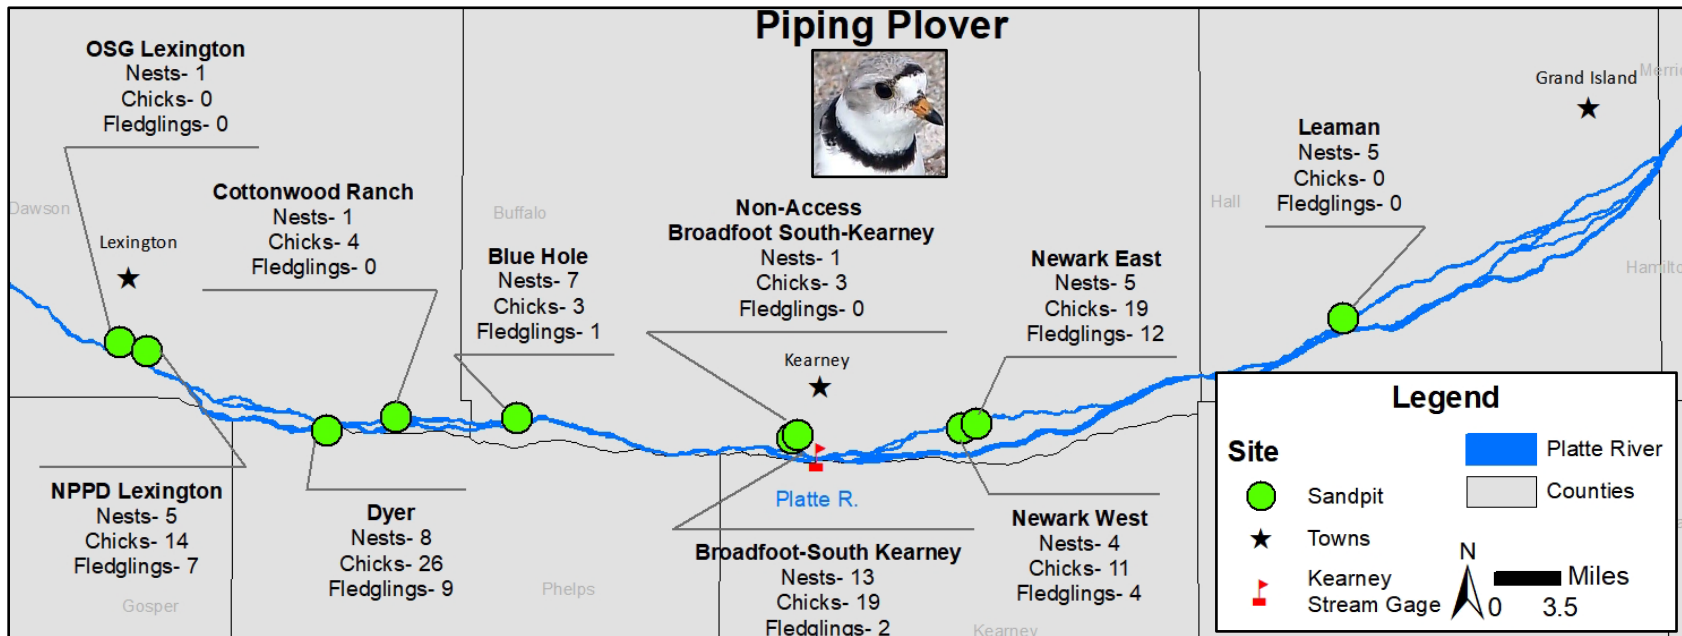 Piping Plover
OSG Lexington
Nests- 1
Chicks- 0
Fledglings- 0
Dawson
Lexington
Cottonwood Ranch
Nests- 1
Chicks- 4
Fledglings- 0
Buffalo
Blue Hole
Nests- 7
Chicks- 3
Fledglings- 1
Non-Access
Broadfoot South-Kearney
Nests- 1
Chicks- 3
Fledglings- 0
Kearney
Newark East
Nests- 5
Chicks- 19
Fledglings- 12
Hall
Leaman
Nests- 5
Chicks- 0
Fledglings- 0
Grand Island
NPPD Lexington
Nests- 5
Chicks- 14
Fledglings- 7
Gosper
Dyer
Nests- 8
Chicks- 26
Fledglings- 9
Phelps
Platte R.
Broadfoot-South Kearney
Nests- 13
Chicks- 19
Fledglings- 2
Newark West
Nests- 4
Chicks- 11
Fledglings- 4
Kearney
Legend
Site
Sandpit
Towns
Kearney
Stream Gage
Platte River
Counties
N
Miles
0 3.5